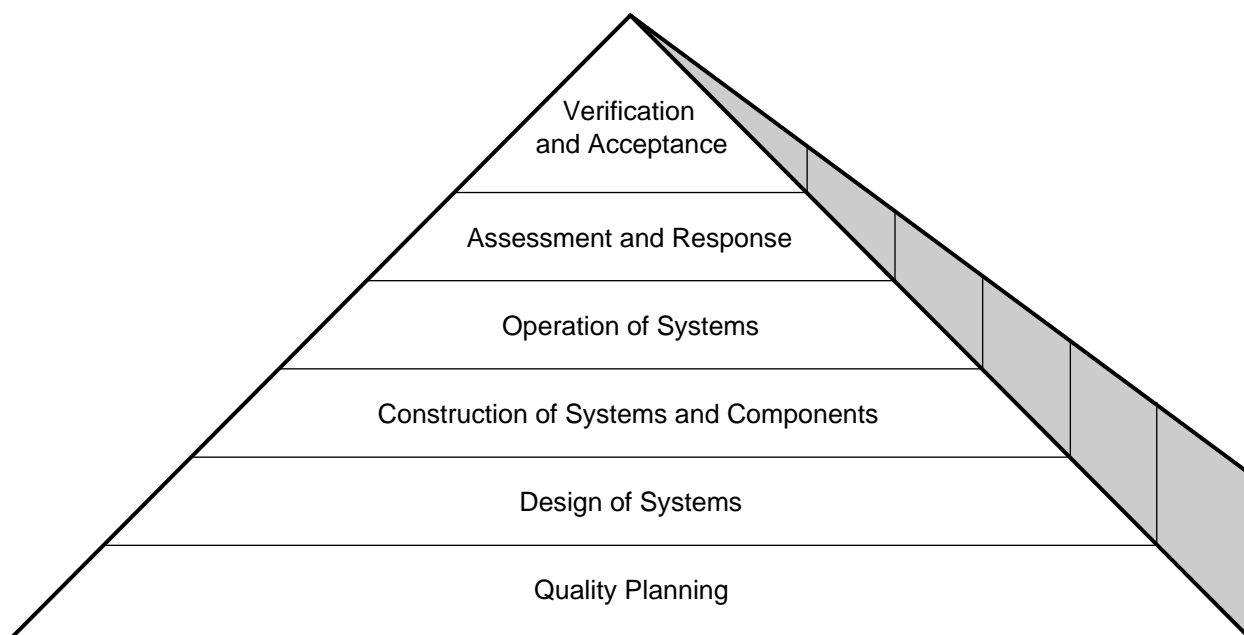 Verification
and Acceptance
Assessment and Response
Operation of Systems
Construction of Systems and Components
Design of Systems
Quality Planning